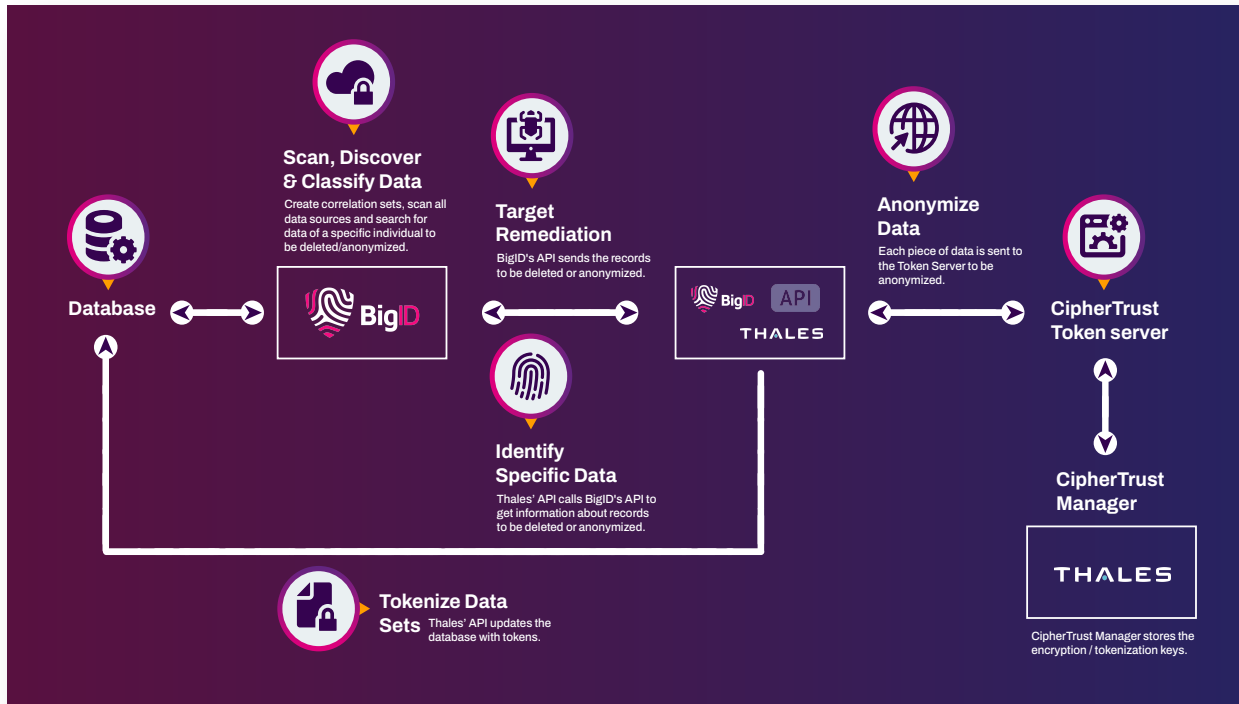 Scan, Discover
& Classify Data
Create correlation sets, scan all
data sources and search for
data of a specific individual to
be deleted/anonymized.
Target
Remediation
BigID's API sends the records
to be deleted or anonymized.
Anonymize
Data
Each piece of data is sent to
the Token Server to be
anonymized.
Database
BigID
BigID
API
THALES
CipherTrust
Token server
Identify
Specific Data
Thales’ API calls BigID's API to
get information about records
to be deleted or anonymized.
CipherTrust
Manager
THALES
CipherTrust Manager stores the
encryption / tokenization keys.
Tokenize Data
Sets
Thales’ API updates the
database with tokens.